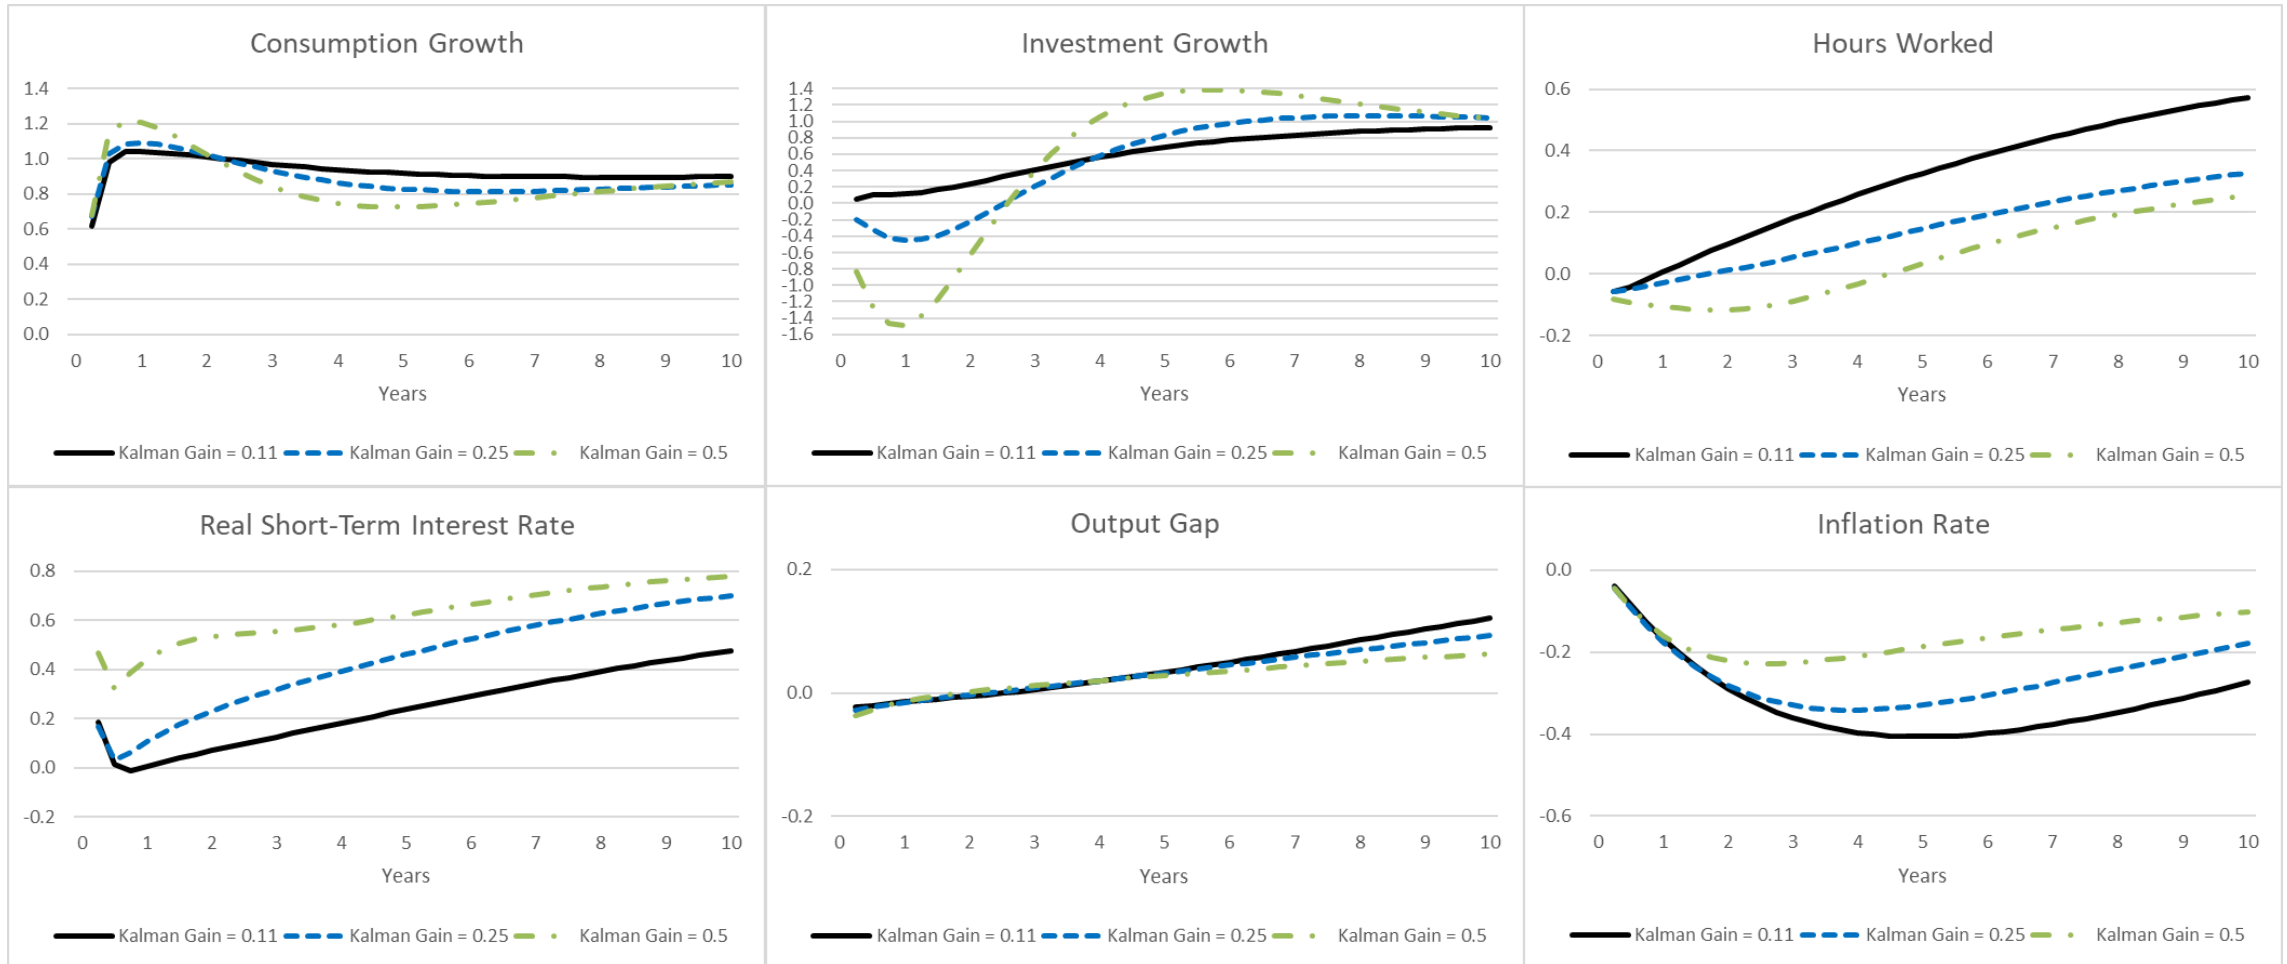 Consumption Growth
1.4
1.2
1.0
0.8
0.6
0.4
0.2
0.0
0 1 2 3 4 5 6 7 8 9 10
Years
Kalman Gain = 0.11 Kalman Gain = 0.25 Kalman Gain = 0.5
Investment Growth
1.4
1.2
1.0
0.8
0.6
0.4
0.2
0.0
-0.2
-0.4
-0.6
-0.8
-1.0
-1.2
-1.4
-1.6
0 1 2 3 4 5 6 7 8 9 10
Years
Kalman Gain = 0.11 Kalman Gain = 0.25 Kalman Gain = 0.5
Hours Worked
0.6
0.4
0.2
0.0
-0.2
0 1 2 3 4 5 6 7 8 9 10
Years
Kalman Gain = 0.11 Kalman Gain = 0.25 Kalman Gain = 0.5
Real Short-Term Interest Rate
0.8
0.6
0.4
0.2
0.0
-0.2
0 1 2 3 4 5 6 7 8 9 10
Years
Kalman Gain = 0.11 Kalman Gain = 0.25 Kalman Gain = 0.5
Output Gap
0.2
0.0
-0.2
0 1 2 3 4 5 6 7 8 9 10
Years
Kalman Gain = 0.11 Kalman Gain = 0.25 Kalman Gain = 0.5
Inflation Rate
0.0
-0.2
-0.4
-0.6
0 1 2 3 4 5 6 7 8 9 10
Years
Kalman Gain = 0.11 Kalman Gain = 0.25 Kalman Gain = 0.5